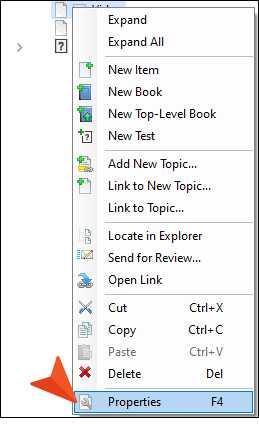 Expand
Expand All
New Item
New Book
New Top-Level Book
New Test
Add New Topic...
Link to New Topic...
Link to Topic...
Locate in Explorer
Send for Review...
Open Link
Cut Ctrl+X
Copy Ctrl+C
Paste Ctrl+V
Delete Del
Properties F4